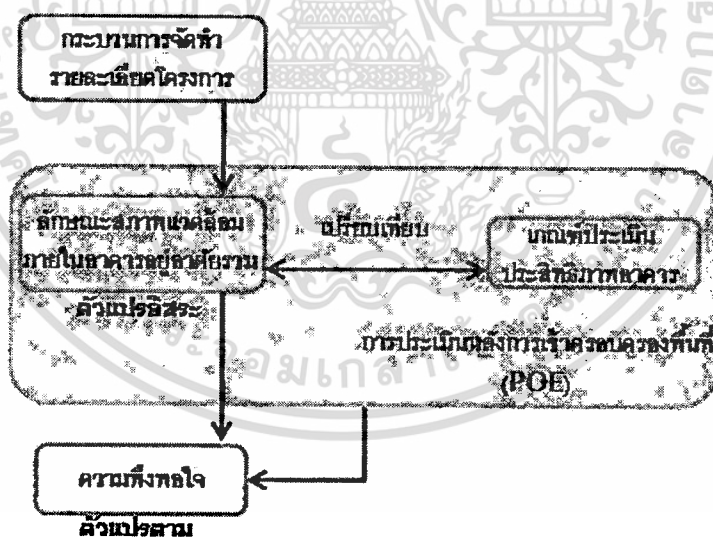 กระบวนการจัดทำ
รายละเอียดโครงการ
ลักษณะสภาพแวดล้อม
ภายในอาคารอยู่อาศัยรวม
ตัวแปรอิสระ
เปรียบเทียบ
เกณฑ์ประเมิน
ประสิทธิภาพอาคาร
การประเมินหลังการเข้าครอบครองพื้นที่
(POE)
ความพึงพอใจ
ตัวแปรตาม